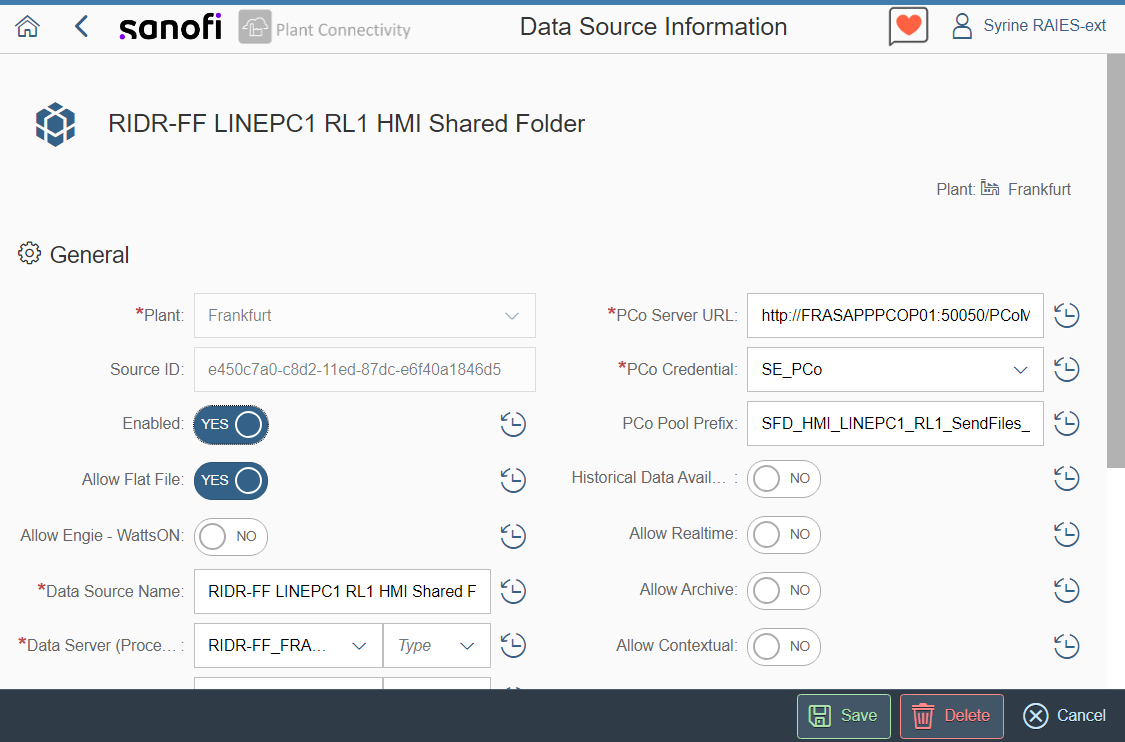 sanofi Plant Connectivity Data Source Information Syrine RAIES-ext
RIDR-FF LINEPC1 RL1 HMI Shared Folder
Plant: Frankfurt
General
*Plant: Frankfurt
*PCo Server URL: http://FRASAPPPCOP01:50050/PCoM
Source ID: e450c7a0-c8d2-11ed-87dc-e6f40a1846d5
*PCo Credential: SE_PCo
Enabled: YES
PCo Pool Prefix: SFD_HMI_LINEPC1_RL1_SendFiles_
Allow Flat File: YES
Historical Data Avail... : NO
Allow Engie - WattsON: NO
Allow Realtime: NO
*Data Source Name: RIDR-FF LINEPC1 RL1 HMI Shared F
Allow Archive: NO
*Data Server (Proce... : RIDR-FF_FRA... Type
Allow Contextual: NO
Save Delete Cancel